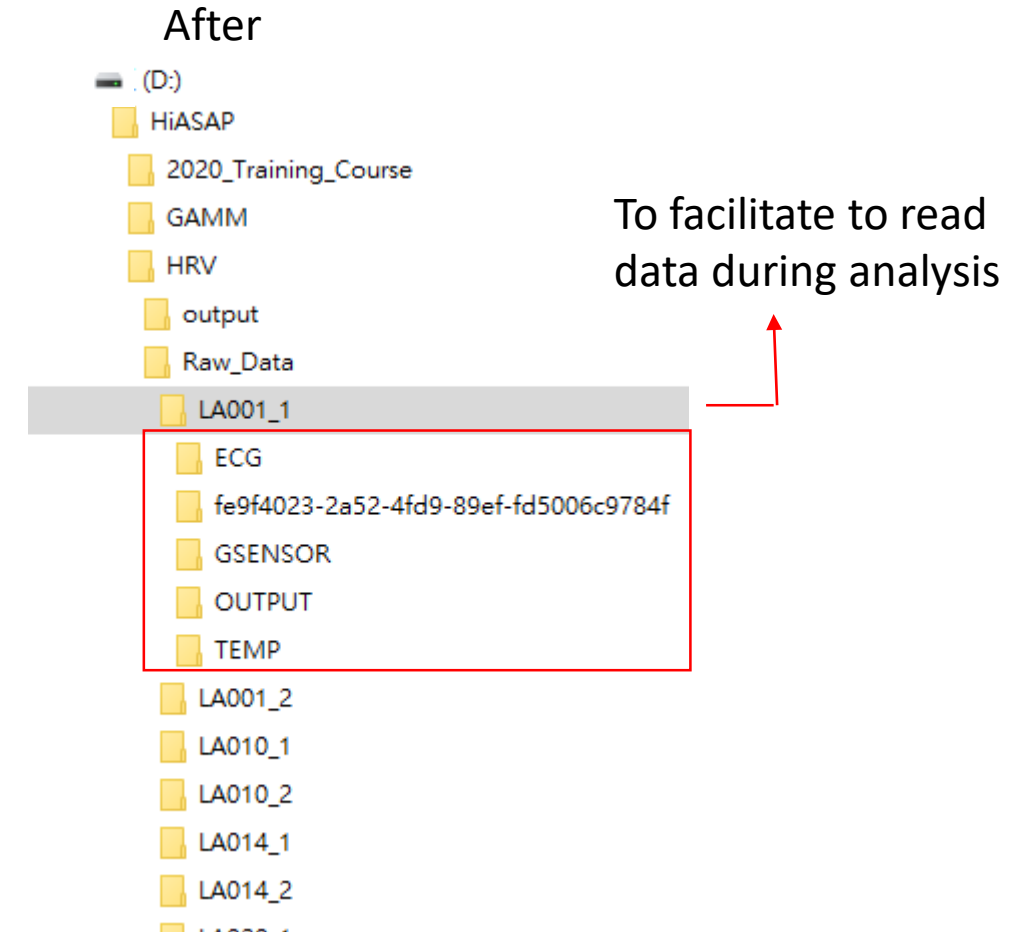 After
(D:)
HiASAP
2020_Training_Course
GAMM
HRV
To facilitate to read
data during analysis
output
Raw_Data
LA001_1
ECG
fe9f4023-2a52-4fd9-89ef-fd5006c9784f
GSENSOR
OUTPUT
TEMP
LA001_2
LA010_1
LA010_2
LA014_1
LA014_2